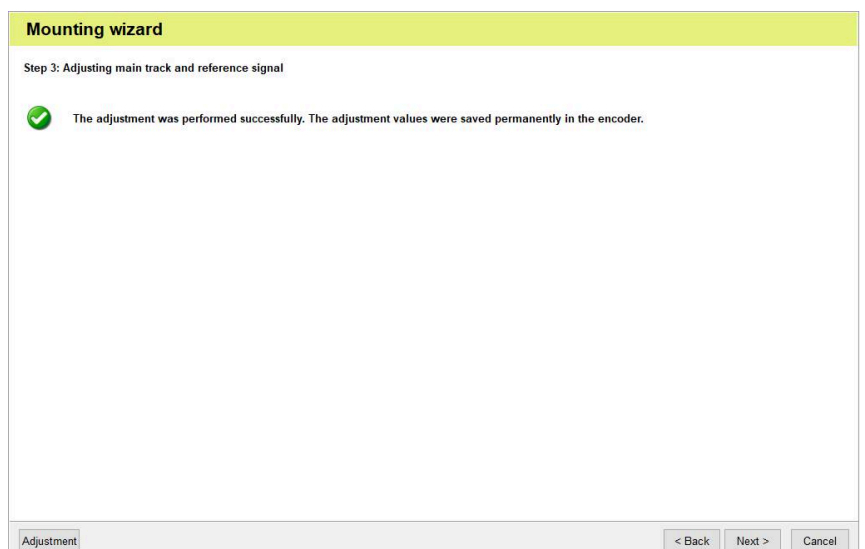 Mounting wizard
Step 3: Adjusting main track and reference signal
The adjustment was performed successfully. The adjustment values were saved permanently in the encoder.
Adjustment
< Back
Next >
Cancel